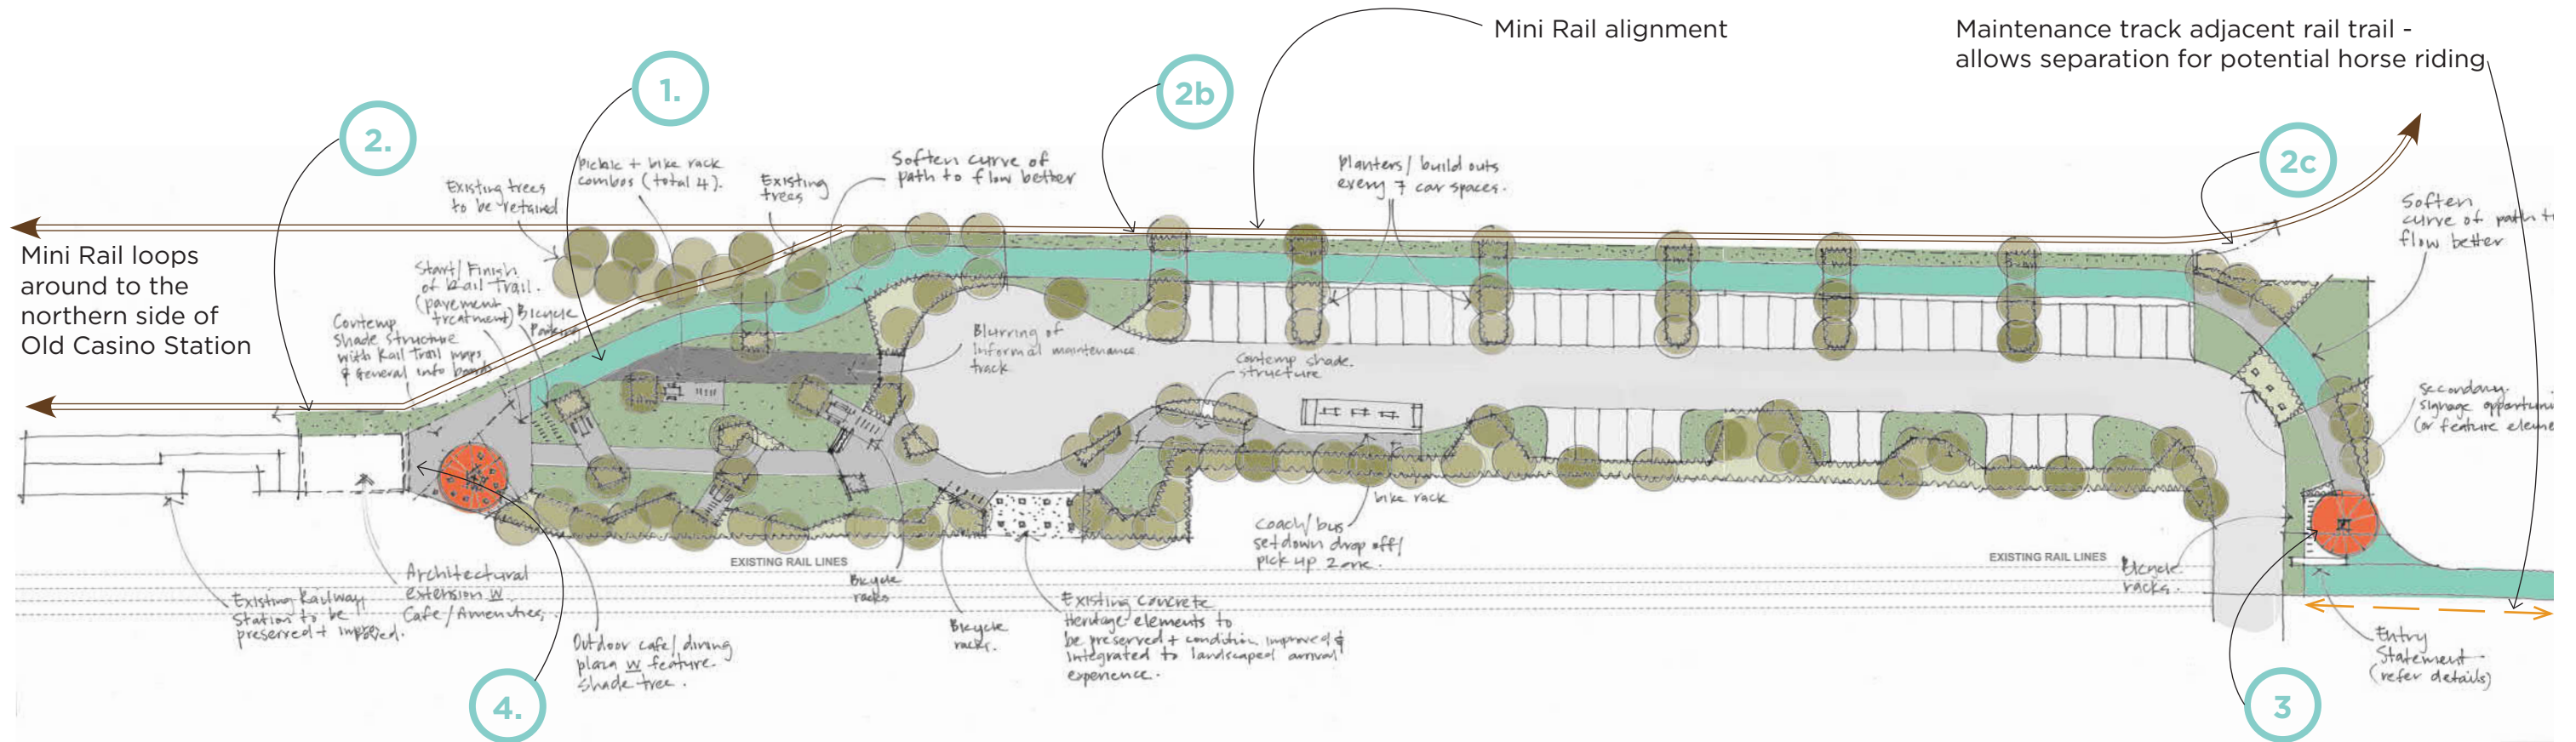 Mini Rail alignment
Maintenance track adjacent rail trail -
allows separation for potential horse riding
1.
2b
2.
2c
Picnic + bike rack
combos (total 4).
Existing trees
to be retained
Existing
trees
Soften curve of
path to flow better
Planters/ build outs
every 7 car spaces.
Soften
curve of path
flow better
Mini Rail loops
around to the
northern side of
Old Casino Station
Start/Finish
of Rail Trail.
(pavement
treatment)
Bicycle
Parking
Contemp
shade structure
with Rail Trail maps
& general info boards
Blurring of
Informal maintenance
track
Contemp shade
structure
secondary
signage
(or feature
bike rack
coach/bus
setdown drop off/
pick up zone.
EXISTING RAIL LINES
EXISTING RAIL LINES
Bicycle
racks
Bicycle
racks.
Bicycle
racks.
Existing Railway
Station to be
preserved + improved.
Architectural
extension w.
Cafe/Amenities.
Outdoor cafe/dining
plaza w feature
shade tree.
Existing concrete
Heritage elements to
be preserved + condition improved &
integrated to landscaped arrival
experience.
Entry
Statement
(refer details)
4.
3